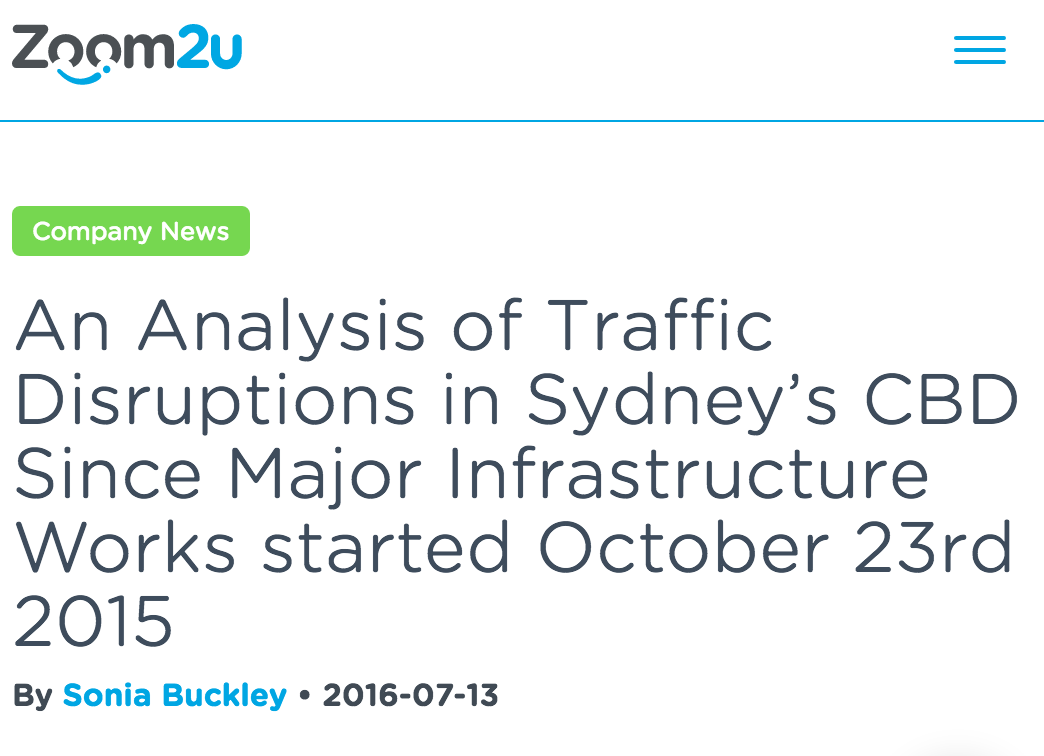 Zoom2u
Company News
An Analysis of Traffic
Disruptions in Sydney’s CBD
Since Major Infrastructure
Works started October 23rd
2015
By Sonia Buckley • 2016-07-13